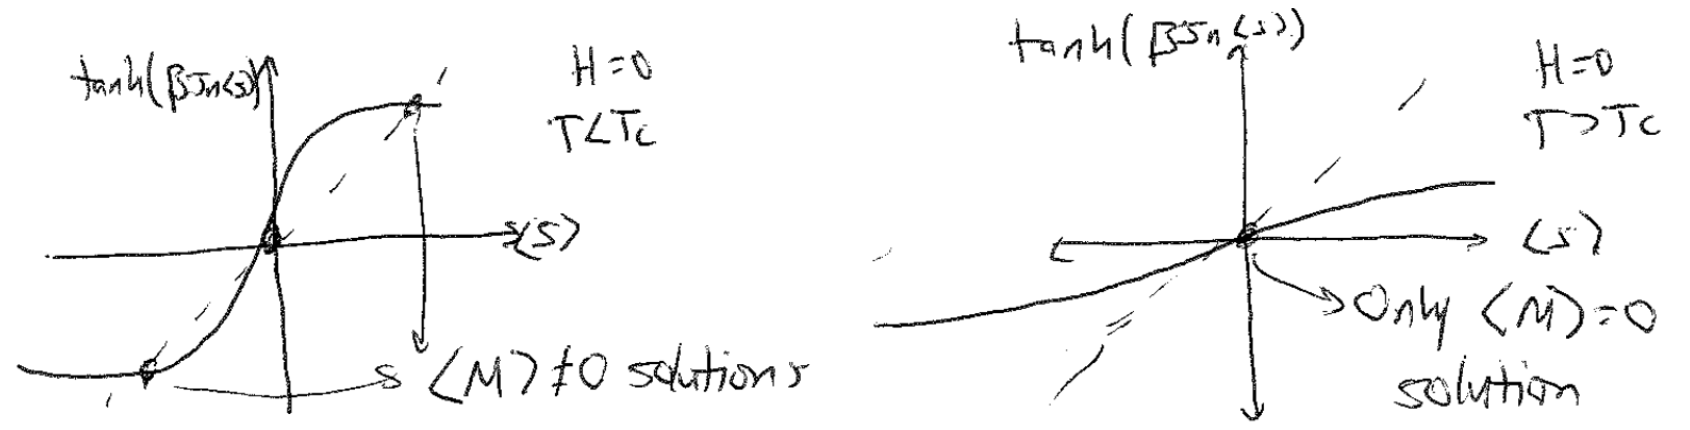 tanh(βJn⟨s⟩)
H=0
T<Tc
⟨S⟩
⟨M⟩≠0 solutions
tanh(βJn⟨s⟩)
H=0
T>Tc
⟨s⟩
Only ⟨M⟩=0
solution